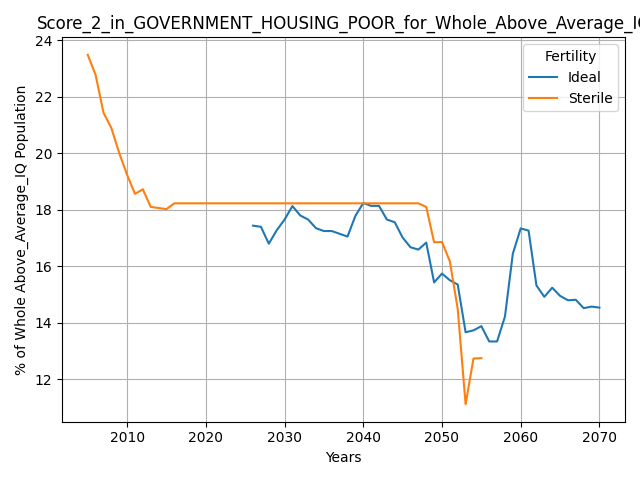 Score_2_in_GOVERNMENT_HOUSING_POOR_for_Whole_Above_Average_IQ
24
22
20
18
16
14
12
% of Whole Above_Average_IQ Population
Fertility
Ideal
Sterile
2010 2020 2030 2040 2050 2060 2070
Years